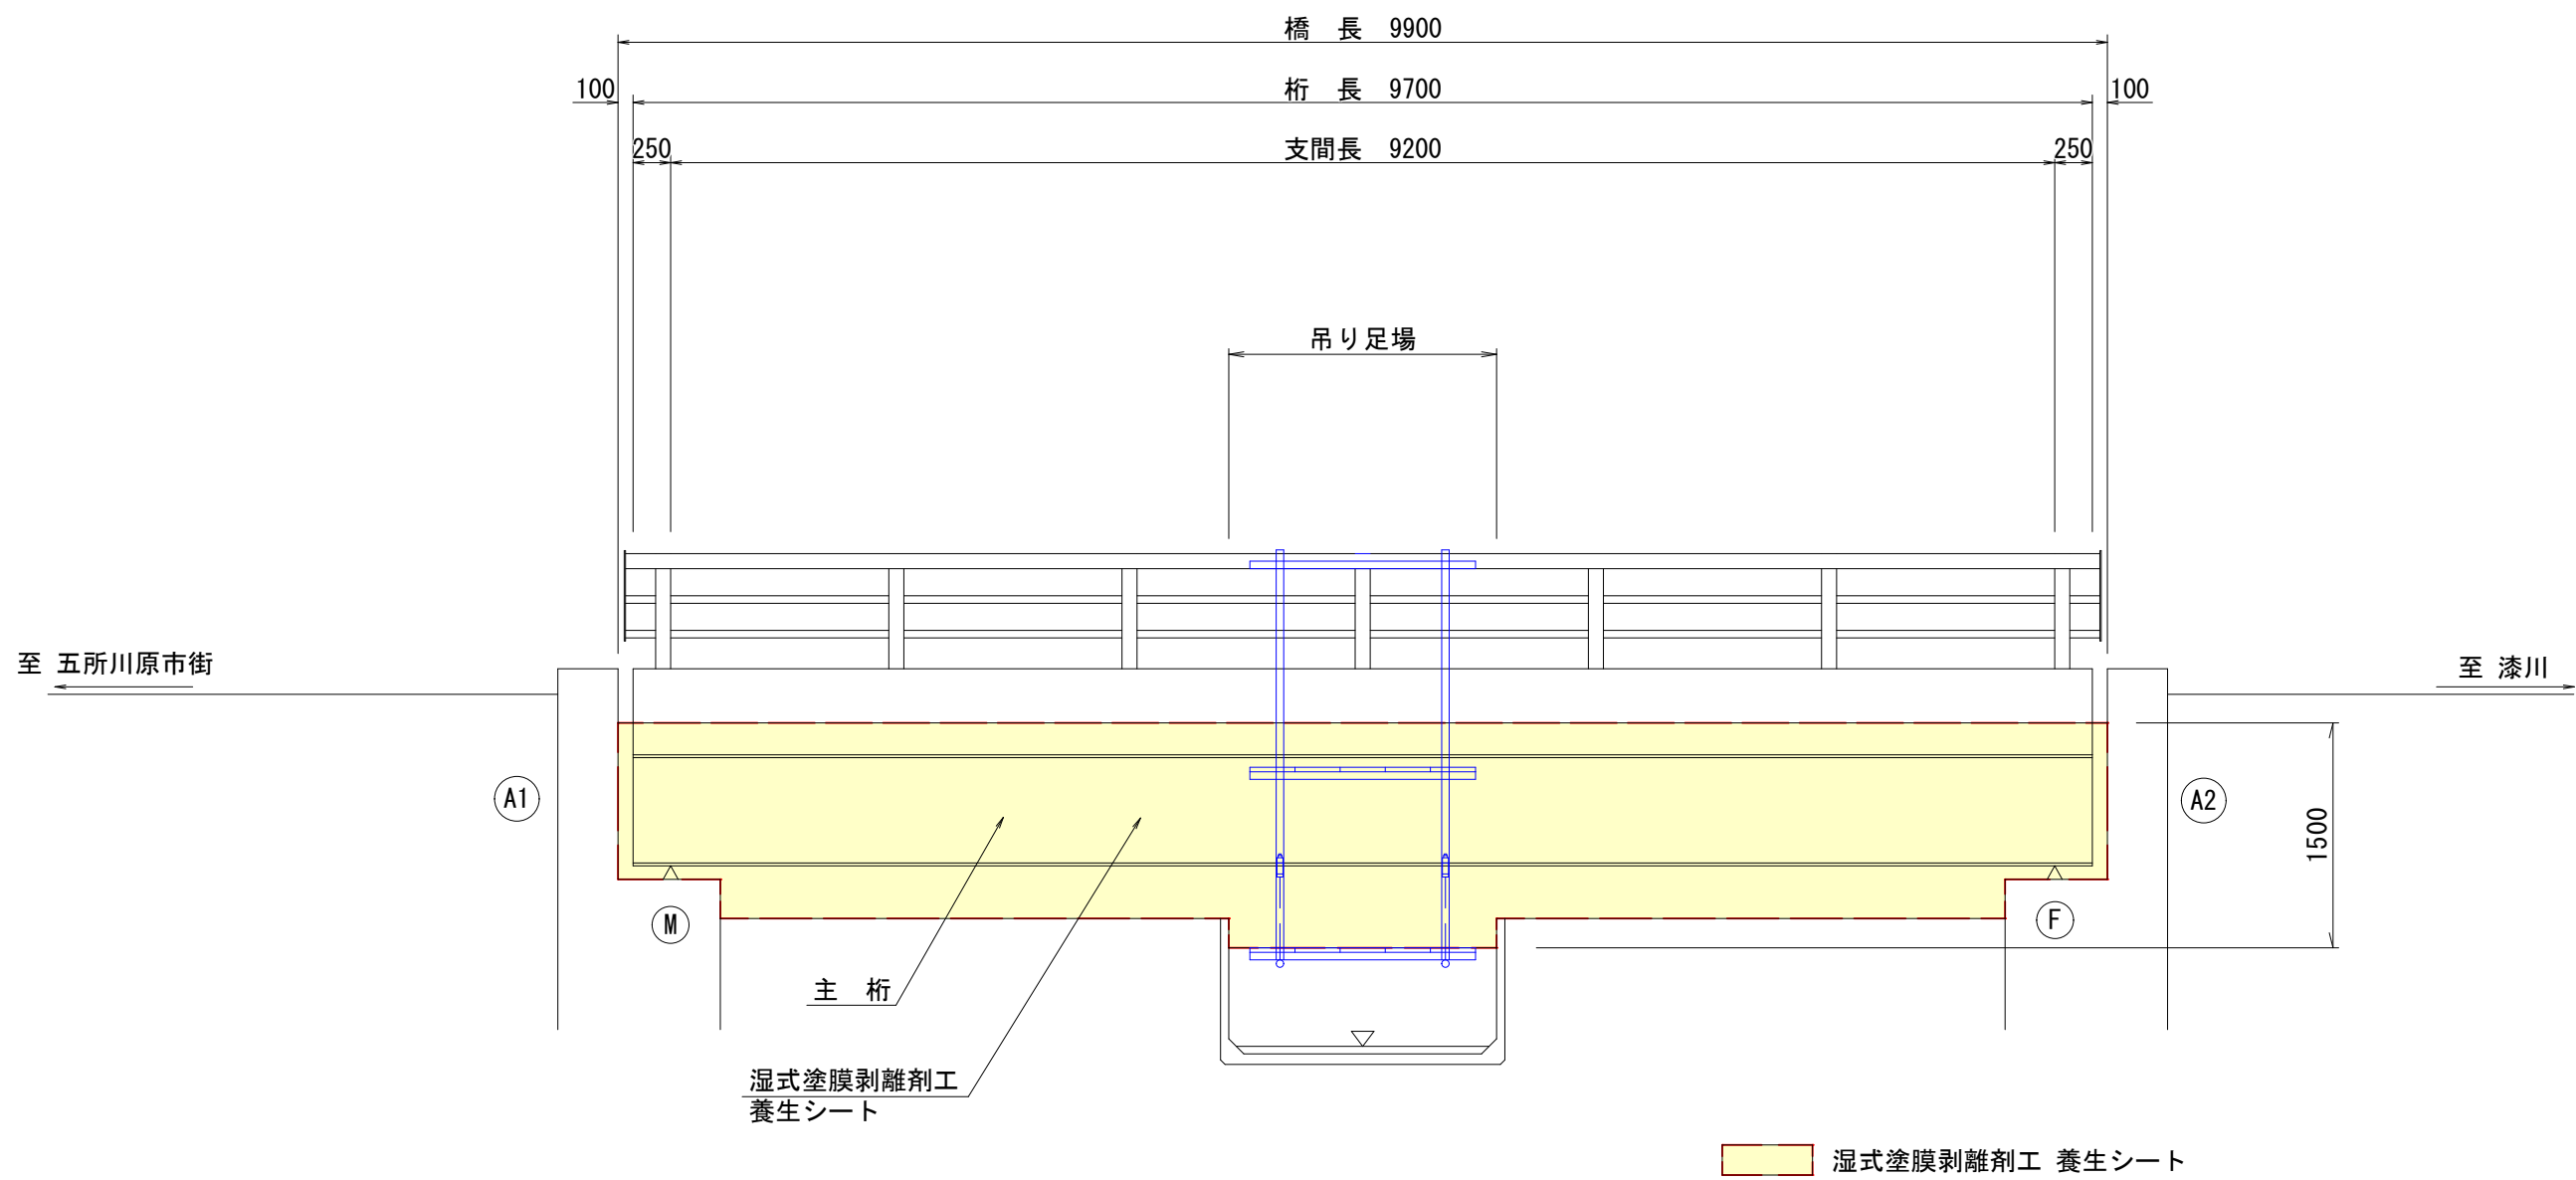 橋　長　9900
100
桁　長　9700
100
250
支間長　9200
250
吊り足場
至 五所川原市街
至 漆川
A1
A2
1500
M
F
主　桁
湿式塗膜剥離剤工
養生シート
湿式塗膜剥離剤工 養生シート